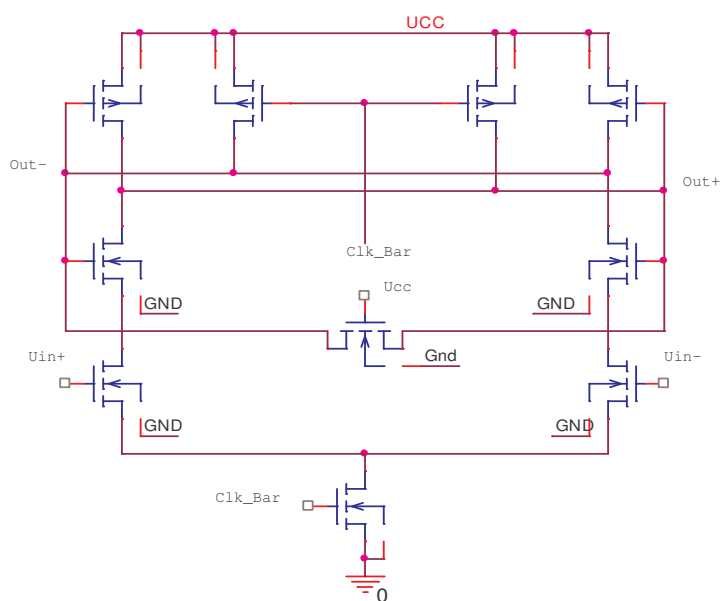 UCC
Out-
Out+
Clk_Bar
Ucc
GND
GND
Gnd
Uin+
Uin-
GND
GND
Clk_Bar
0